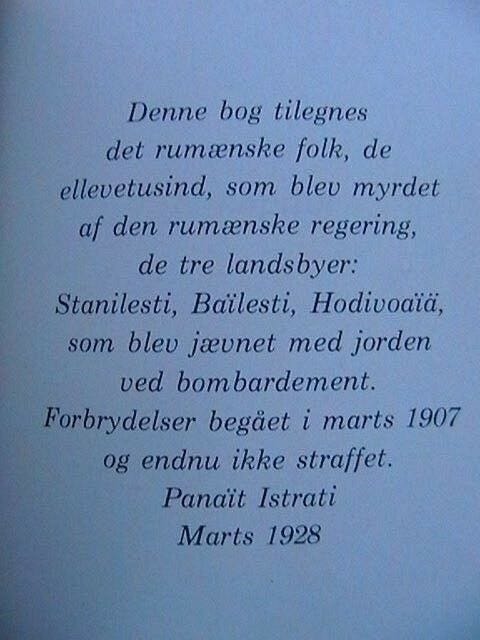 Denne bog tilegnes
det rumænske folk, de
ellevetusind, som blev myrdet
af den rumænske regering,
de tre landsbyer:
Stanilesti, Baïlesti, Hodivoaïä,
som blev jævnet med jorden
ved bombardement.
Forbrydelser begået i marts 1907
og endnu ikke straffet.
Panaït Istrati
Marts 1928